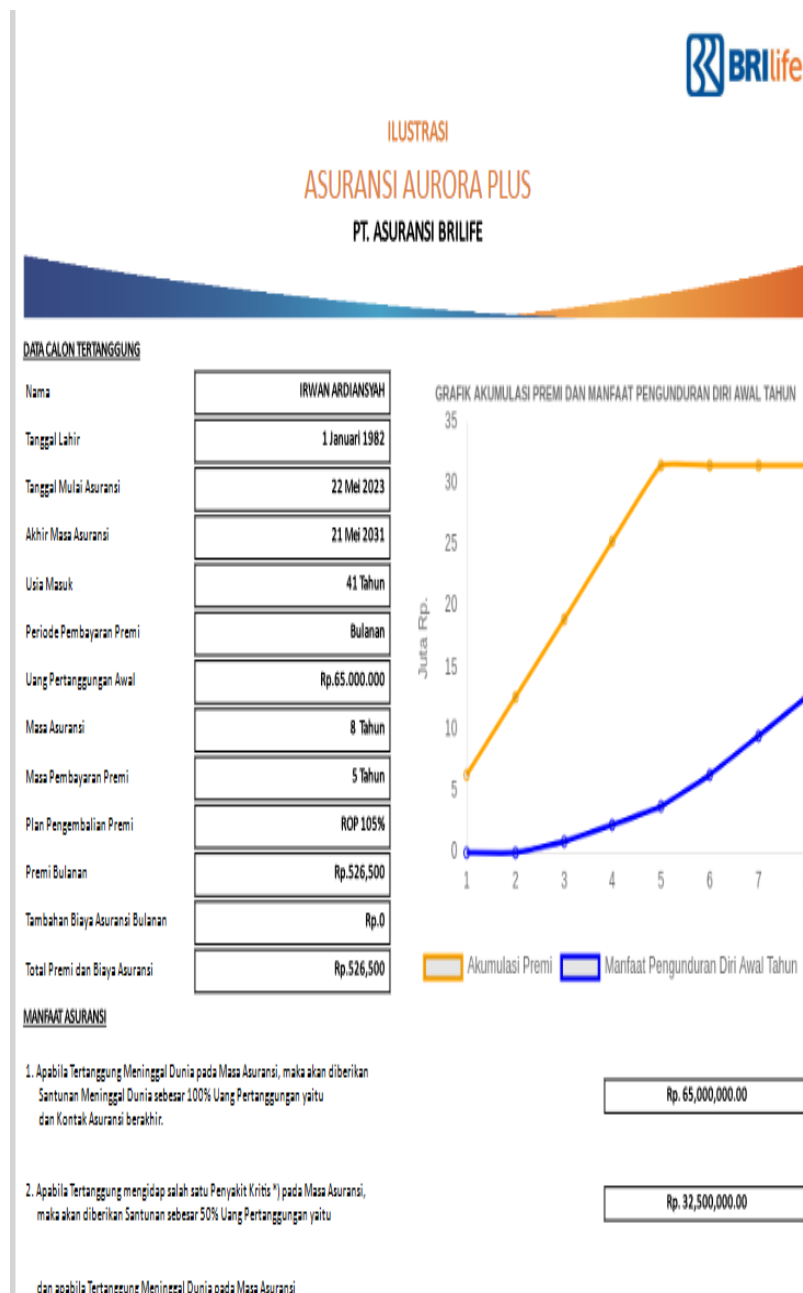 BRIlife
ILUSTRASI
ASURANSI AURORA PLUS
PT. ASURANSI BRILIFE
DATA CALON TERTANGGUNG
Nama IRWAN ARDIANSYAH
Tanggal Lahir 1 Januari 1982
Tanggal Mulai Asuransi 22 Mei 2023
Akhir Masa Asuransi 21 Mei 2031
Usia Masuk 41 Tahun
Periode Pembayaran Premi Bulanan
Uang Pertanggungan Awal Rp.65.000.000
Masa Asuransi 8 Tahun
Masa Pembayaran Premi 5 Tahun
Plan Pengembalian Premi ROP 105%
Premi Bulanan Rp.526,500
Tambahan Biaya Asuransi Bulanan Rp.0
Total Premi dan Biaya Asuransi Rp.526,500
GRAFIK AKUMULASI PREMI DAN MANFAAT PENGUNDURAN DIRI AWAL TAHUN
35
30
25
20
15
10
5
0
Juta Rp.
1 2 3 4 5 6 7
Akumulasi Premi Manfaat Pengunduran Diri Awal Tahun
MANFAAT ASURANSI
1. Apabila Tertanggung Meninggal Dunia pada Masa Asuransi, maka akan diberikan
Santunan Meninggal Dunia sebesar 100% Uang Pertanggungan yaitu Rp. 65,000,000.00
dan Kontak Asuransi berakhir.
2. Apabila Tertanggung mengidap salah satu Penyakit Kritis *) pada Masa Asuransi,
maka akan diberikan Santunan sebesar 50% Uang Pertanggungan yaitu Rp. 32,500,000.00
dan apabila Tertanggung Meninggal Dunia pada Masa Asuransi